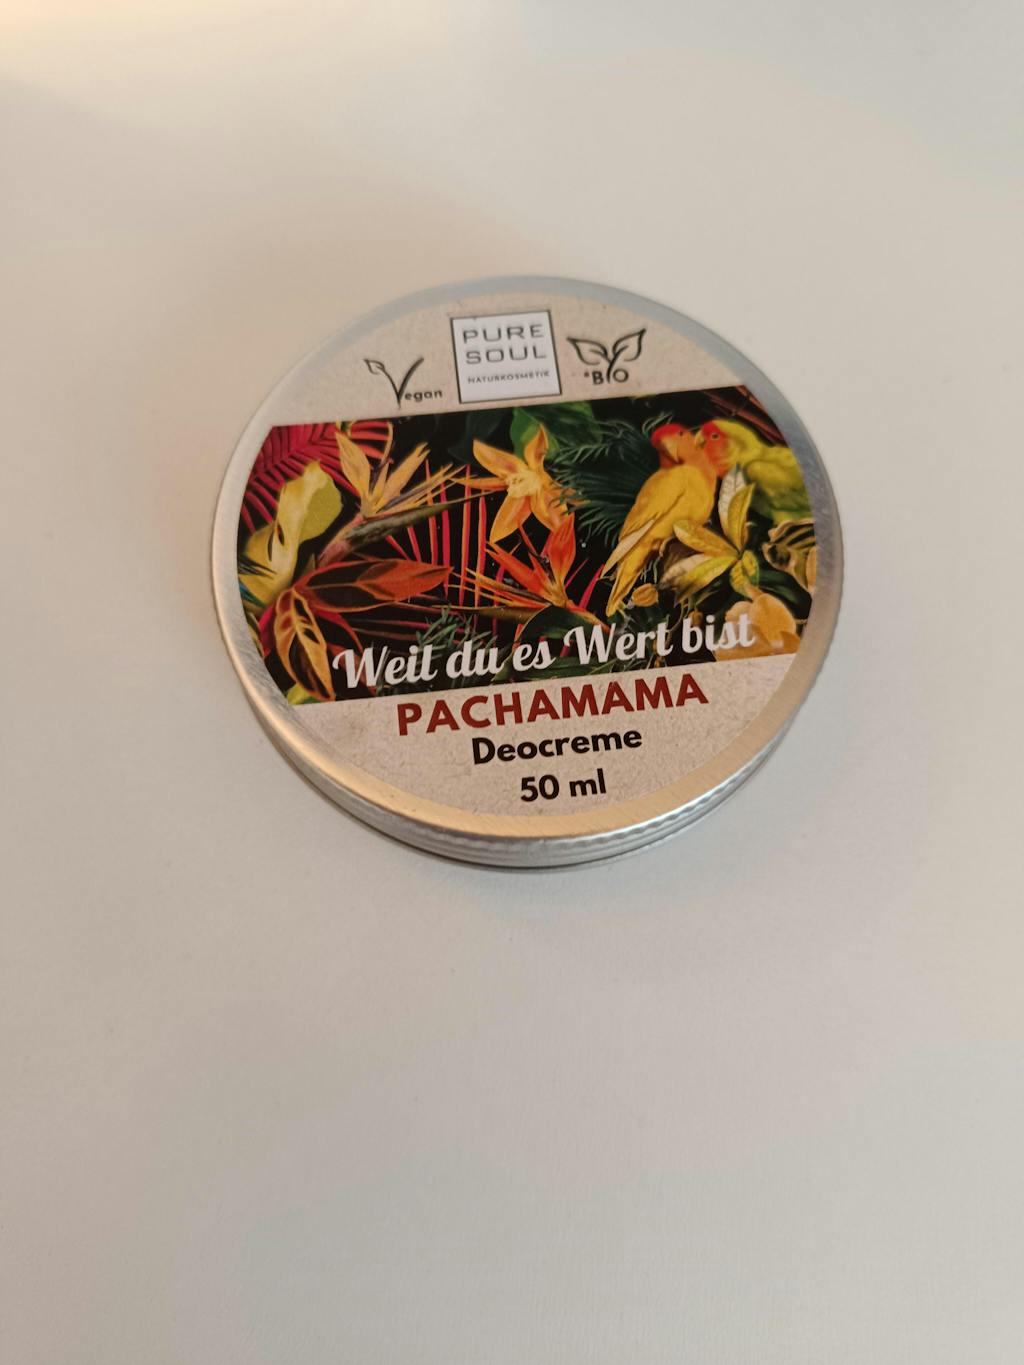 PURE
SOUL
NATURKOSMETIK
Vegan
*BIO
Weil du es Wert bist
PACHAMAMA
Deocreme
50 ml